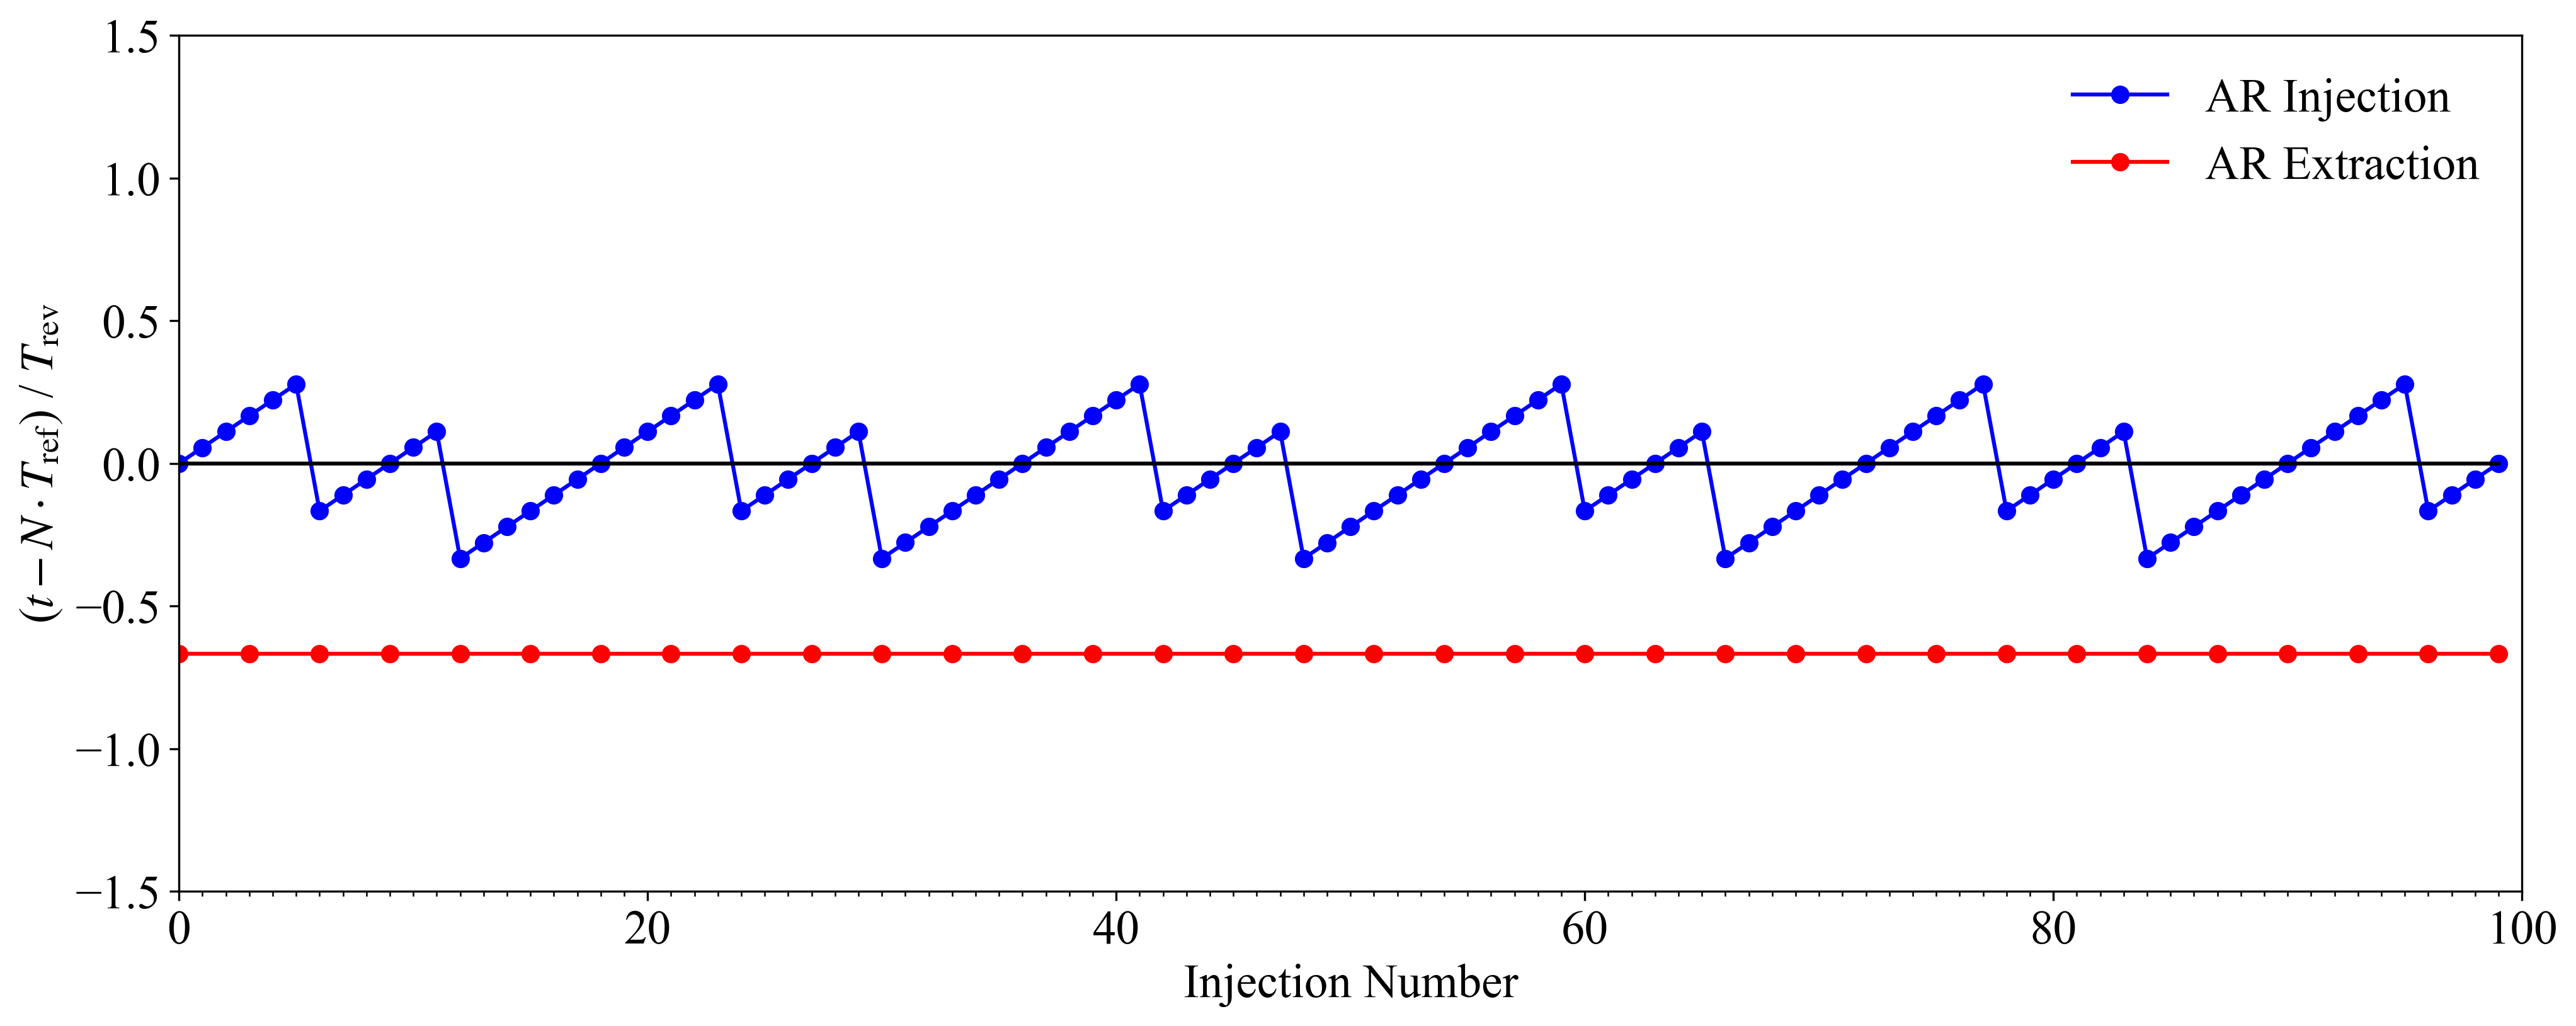 1.5
1.0
0.5
0.0
−0.5
−1.0
−1.5
(t − N · T_ref) / T_rev
AR Injection
AR Extraction
0 20 40 60 80 100
Injection Number